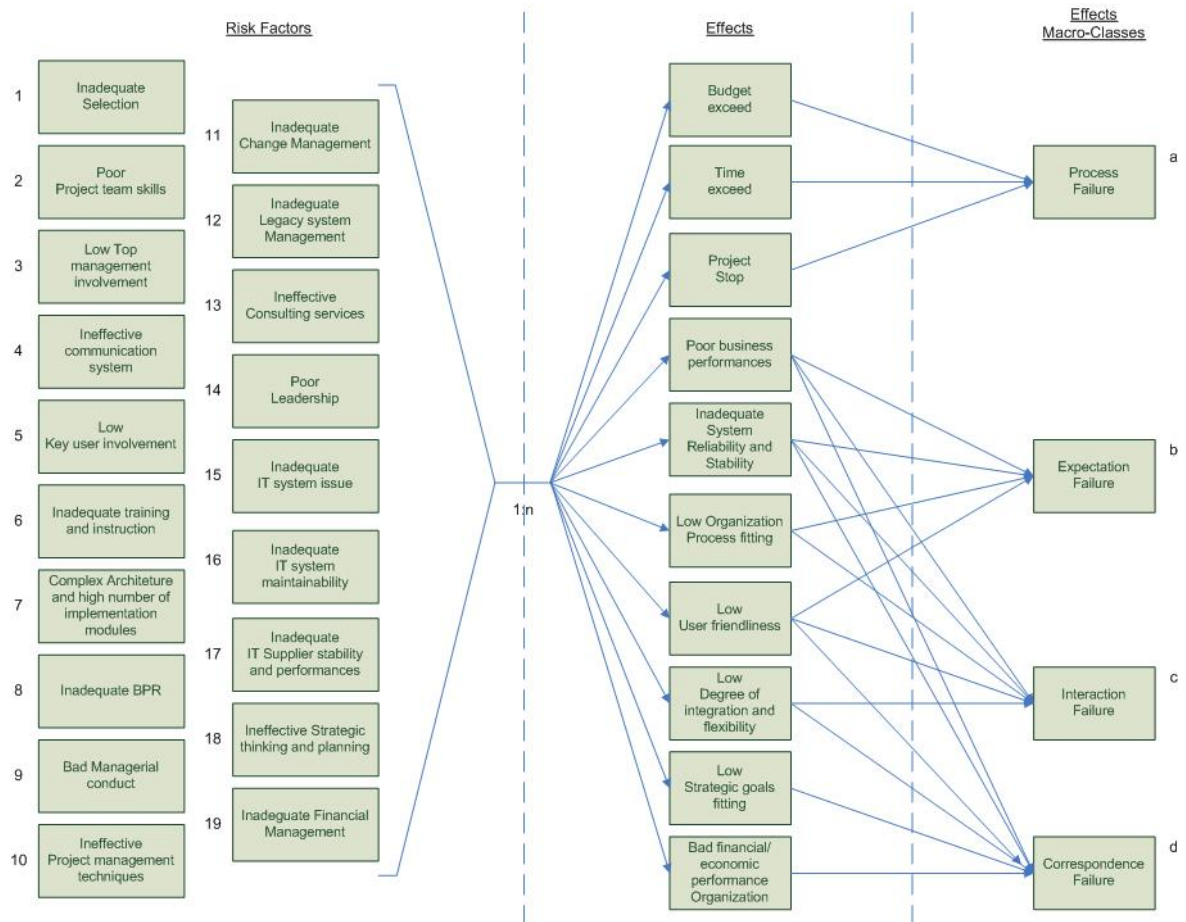 Risk Factors
Effects
Effects
Macro-Classes
1
Inadequate
Selection
2
Poor
Project team skills
3
Low Top
management
involvement
4
Ineffective
communication
system
5
Low
Key user involvement
6
Inadequate training
and instruction
7
Complex Architeture
and high number of
implementation
modules
8
Inadequate BPR
9
Bad Managerial
conduct
10
Ineffective
Project management
techniques
11
Inadequate
Change Management
12
Inadeguate
Legacy system
Management
13
Ineffective
Consulting services
14
Poor
Leadership
15
Inadequate
IT system issue
16
Inadequate
IT system
maintainability
17
Inadequate
IT Supplier stability
and performances
18
Ineffective Strategic
thinking and planning
19
Inadeguate Financial
Management
1:n
Budget
exceed
Time
exceed
Project
Stop
Poor business
performances
Inadequate
System
Reliability and
Stability
Low Organization
Process fitting
Low
User friendliness
Low
Degree of
integration and
flexibility
Low
Strategic goals
fitting
Bad financial/
economic
performance
Organization
a
Process
Failure
b
Expectation
Failure
c
Interaction
Failure
d
Correspondence
Failure